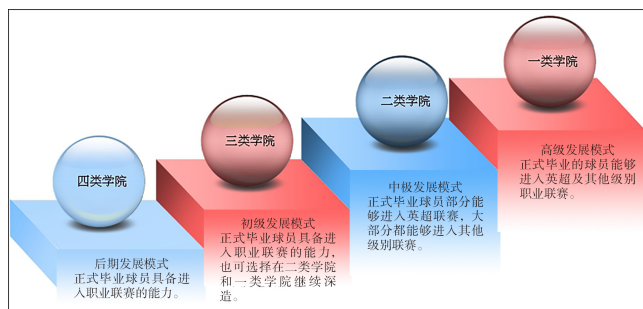 一类学院
高级发展模式
正式毕业的球员能够
进入英超及其他级别
职业联赛。
二类学院
中极发展模式
正式毕业球员部分能
够进入英超联赛，大
部分都能够进入其他
级别联赛。
三类学院
初级发展模式
正式毕业球员具备进
入职业联赛的能力，
也可选择在二类学院
和一类学院继续深
造。
四类学院
后期发展模式
正式毕业球员具备进
入职业联赛的能力。